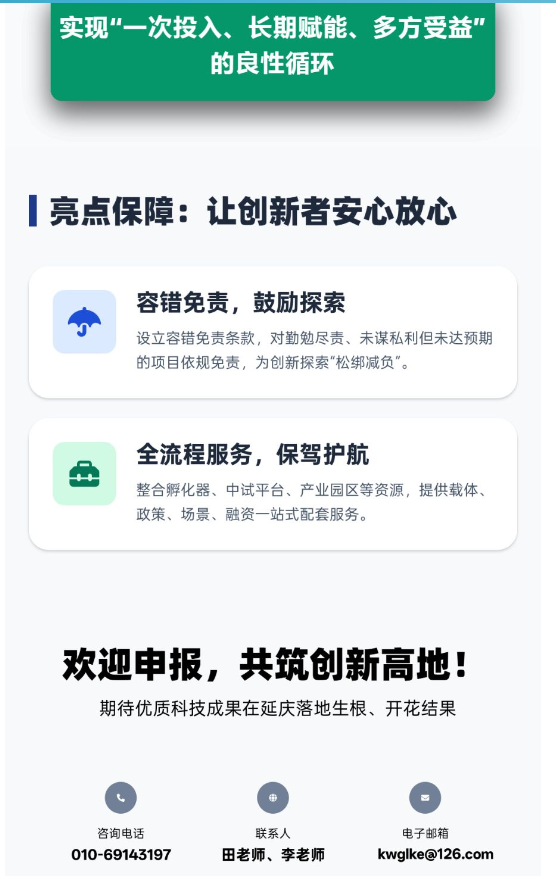 实现“一次投入、长期赋能、多方受益”
的良性循环
亮点保障：让创新者安心放心
容错免责，鼓励探索
设立容错免责条款，对勤勉尽责、未谋私利但未达预期
的项目依规免责，为创新探索“松绑减负”。
全流程服务，保驾护航
整合孵化器、中试平台、产业园区等资源，提供载体、
政策、场景、融资一站式配套服务。
欢迎申报，共筑创新高地！
期待优质科技成果在延庆落地生根、开花结果
咨询电话
010-69143197
联系人
田老师、李老师
电子邮箱
kwglke@126.com